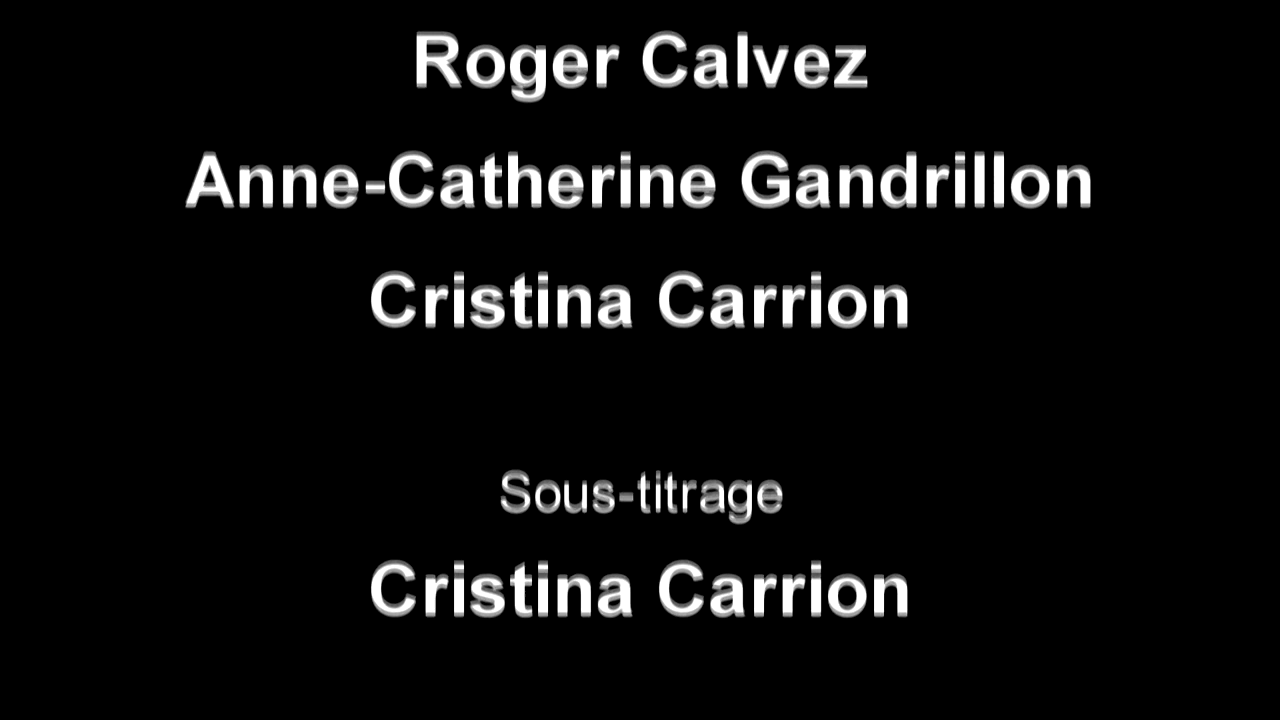 Roger Calvez
Anne-Catherine Gandrillon
Cristina Carrion
Sous-titrage
Cristina Carrion